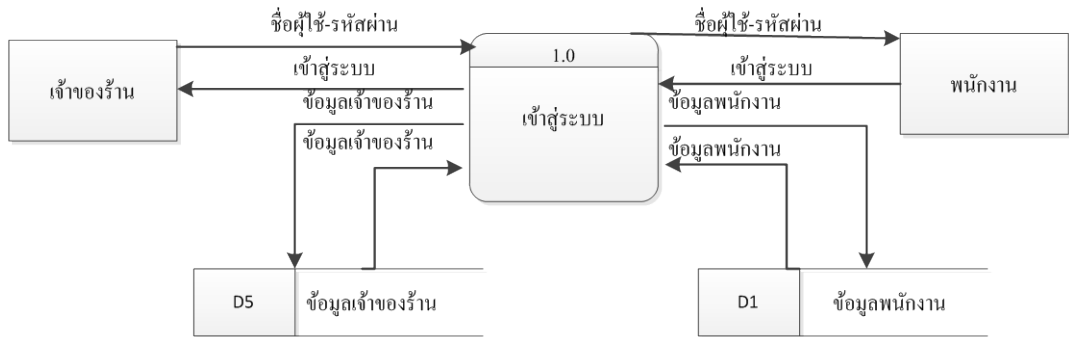 ชื่อผู้ใช้-รหัสผ่าน
ชื่อผู้ใช้-รหัสผ่าน
เจ้าของร้าน
เข้าสู่ระบบ
1.0
เข้าสู่ระบบ
เข้าสู่ระบบ
พนักงาน
ข้อมูลเจ้าของร้าน
ข้อมูลพนักงาน
ข้อมูลเจ้าของร้าน
ข้อมูลพนักงาน
D5
ข้อมูลเจ้าของร้าน
D1
ข้อมูลพนักงาน